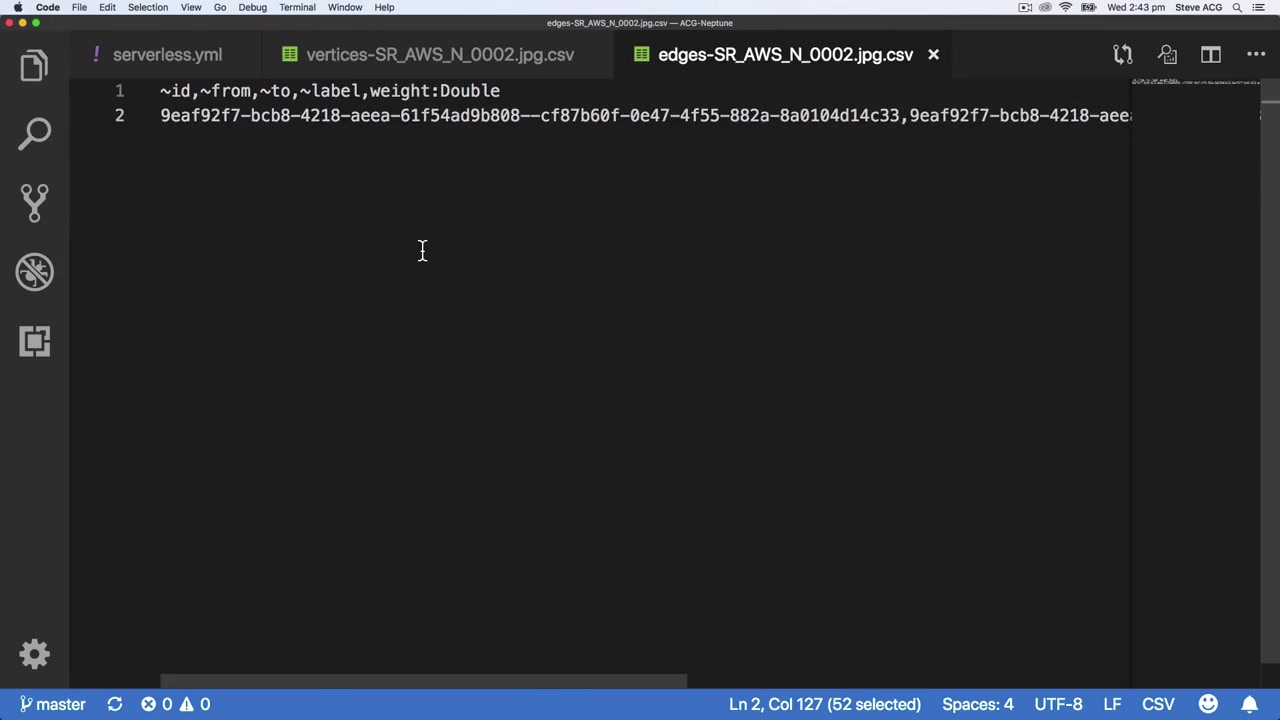 Code File Edit Selection View Go Debug Terminal Window Help Wed 2:43 pm Steve ACG
edges-SR_AWS_N_0002.jpg.csv — ACG-Neptune
! serverless.yml vertices-SR_AWS_N_0002.jpg.csv edges-SR_AWS_N_0002.jpg.csv
1 ~id,~from,~to,~label,weight:Double
2 9eaf92f7-bcb8-4218-aeea-61f54ad9b808--cf87b60f-0e47-4f55-882a-8a0104d14c33,9eaf92f7-bcb8-4218-aeea
master 0 0 Ln 2, Col 127 (52 selected) Spaces: 4 UTF-8 LF CSV